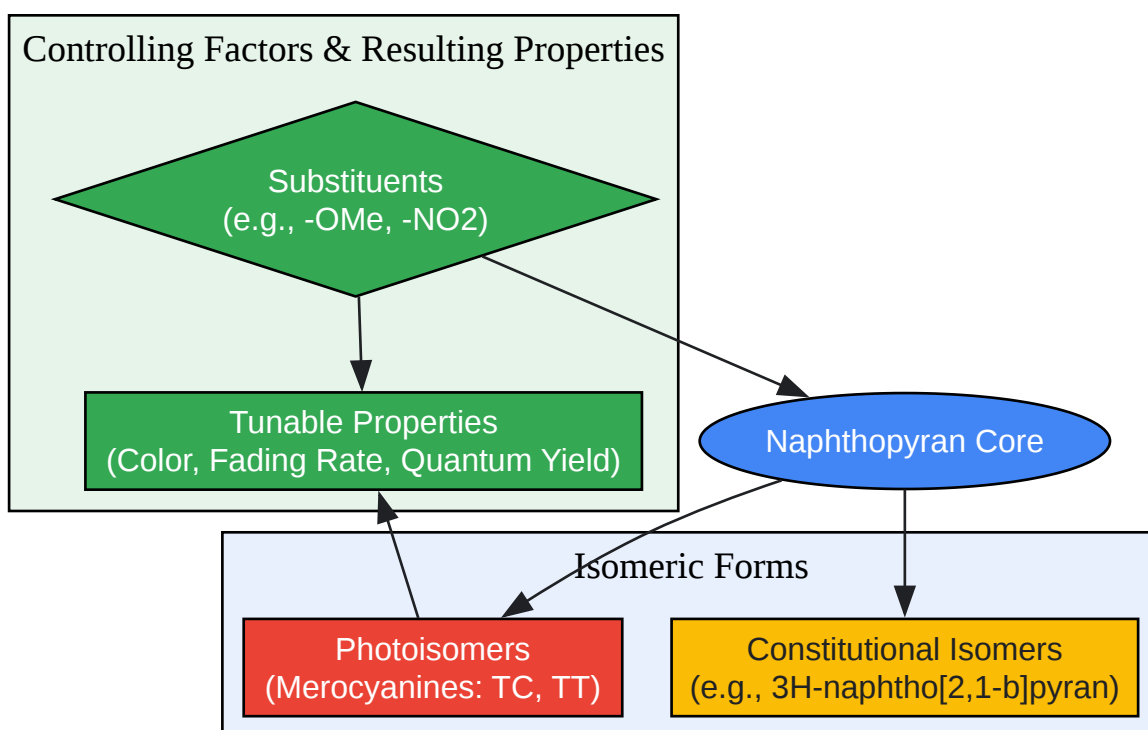 Controlling Factors & Resulting Properties
Substituents
(e.g., -OMe, -NO2)
Tunable Properties
(Color, Fading Rate, Quantum Yield)
Naphthopyran Core
Isomeric Forms
Photoisomers
(Merocyanines: TC, TT)
Constitutional Isomers
(e.g., 3H-naphtho[2,1-b]pyran)